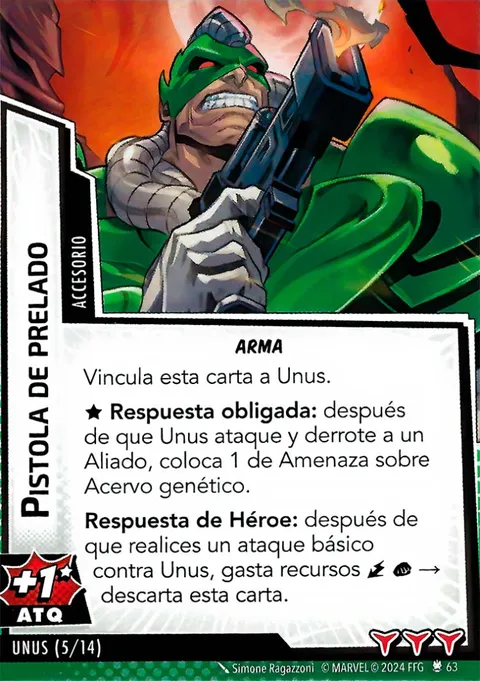 PISTOLA DE PRELADO
ACCESORIO
ARMA
Vincula esta carta a Unus.
★ Respuesta obligada: después
de que Unus ataque y derrote a un
Aliado, coloca 1 de Amenaza sobre
Acervo genético.
Respuesta de Héroe: después de
que realices un ataque básico
contra Unus, gasta recursos →
descarta esta carta.
+1★
ATQ
UNUS (5/14)
Simone Ragazzoni © MARVEL © 2024 FFG 63